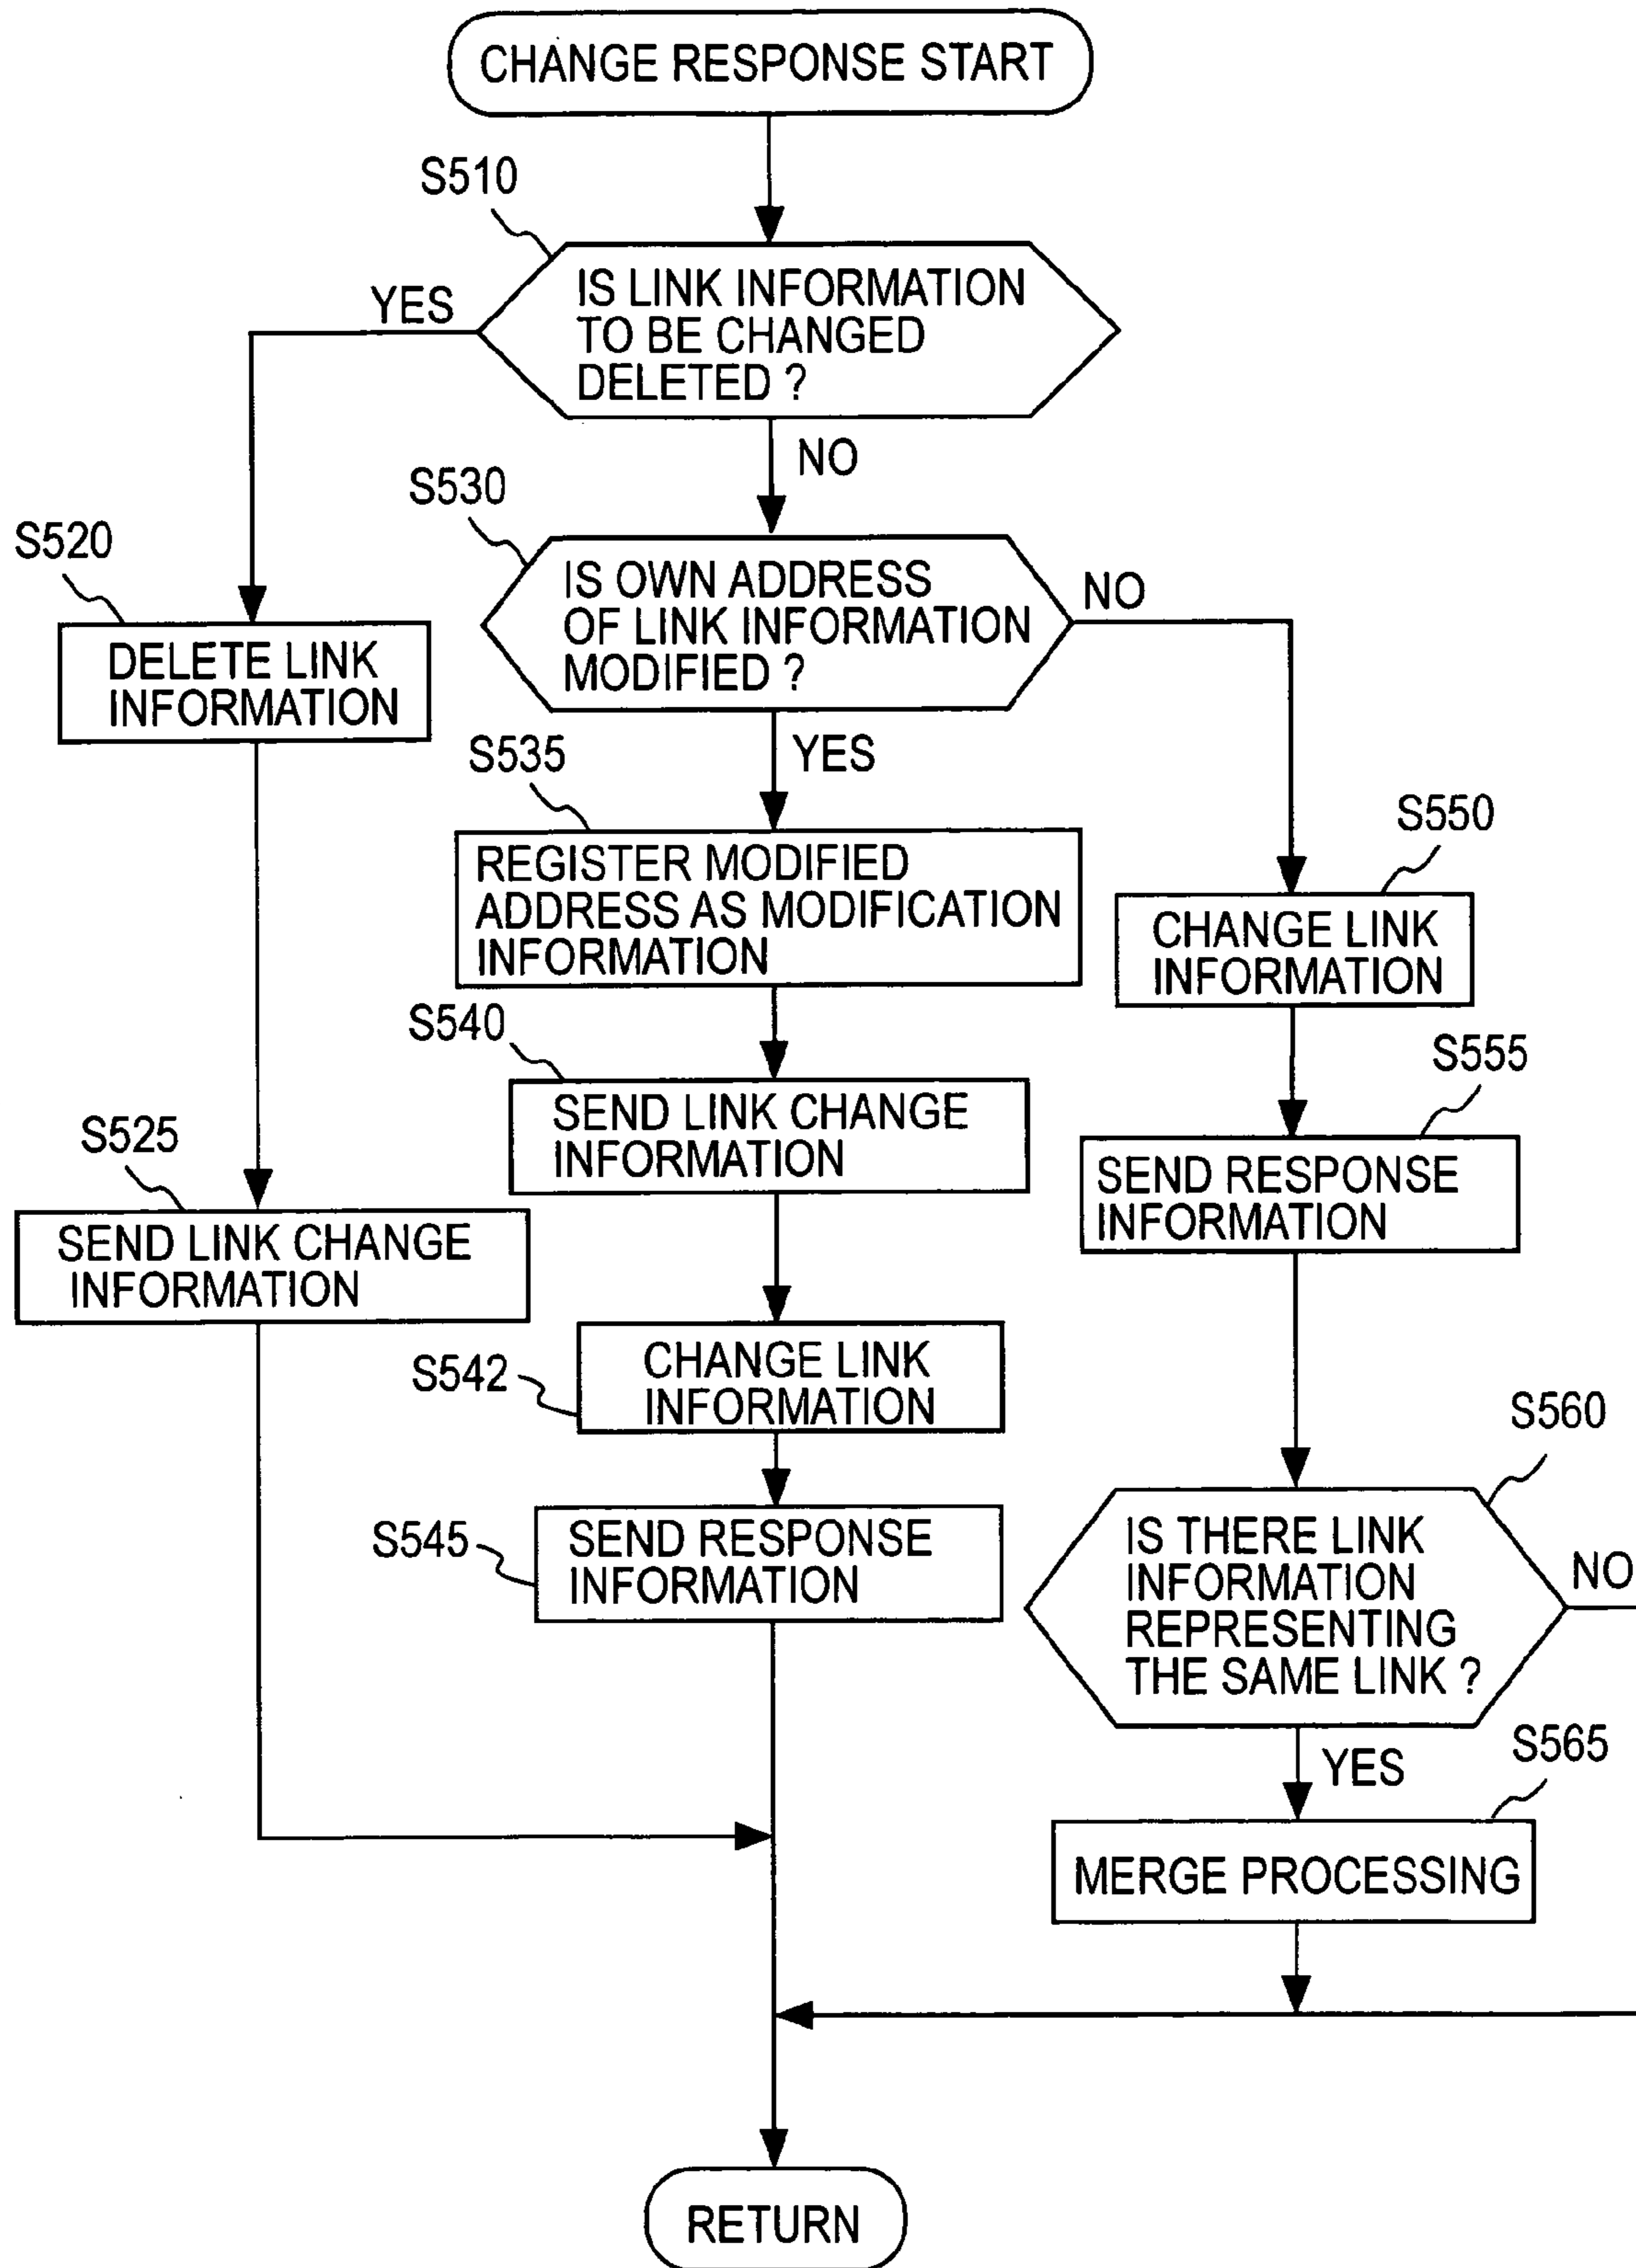 CHANGE RESPONSE START
S510
YES
IS LINK INFORMATION
TO BE CHANGED
DELETED ?
NO
S530
S520
IS OWN ADDRESS
OF LINK INFORMATION
MODIFIED ?
NO
DELETE LINK
INFORMATION
YES
S535
REGISTER MODIFIED
ADDRESS AS MODIFICATION
INFORMATION
S550
CHANGE LINK
INFORMATION
S540
SEND LINK CHANGE
INFORMATION
S555
SEND RESPONSE
INFORMATION
S525
SEND LINK CHANGE
INFORMATION
S542
CHANGE LINK
INFORMATION
S545
SEND RESPONSE
INFORMATION
S560
IS THERE LINK
INFORMATION
REPRESENTING
THE SAME LINK ?
NO
YES
S565
MERGE PROCESSING
RETURN